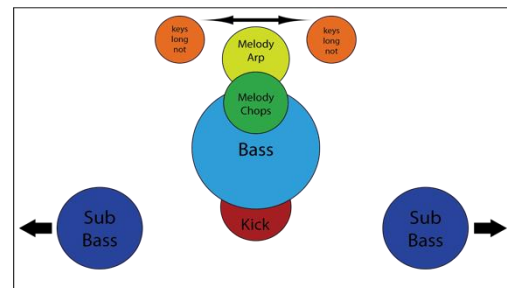 keys
long
not
keys
long
not
Melody
Arp
Melody
Chops
Bass
Sub
Bass
Sub
Bass
Kick